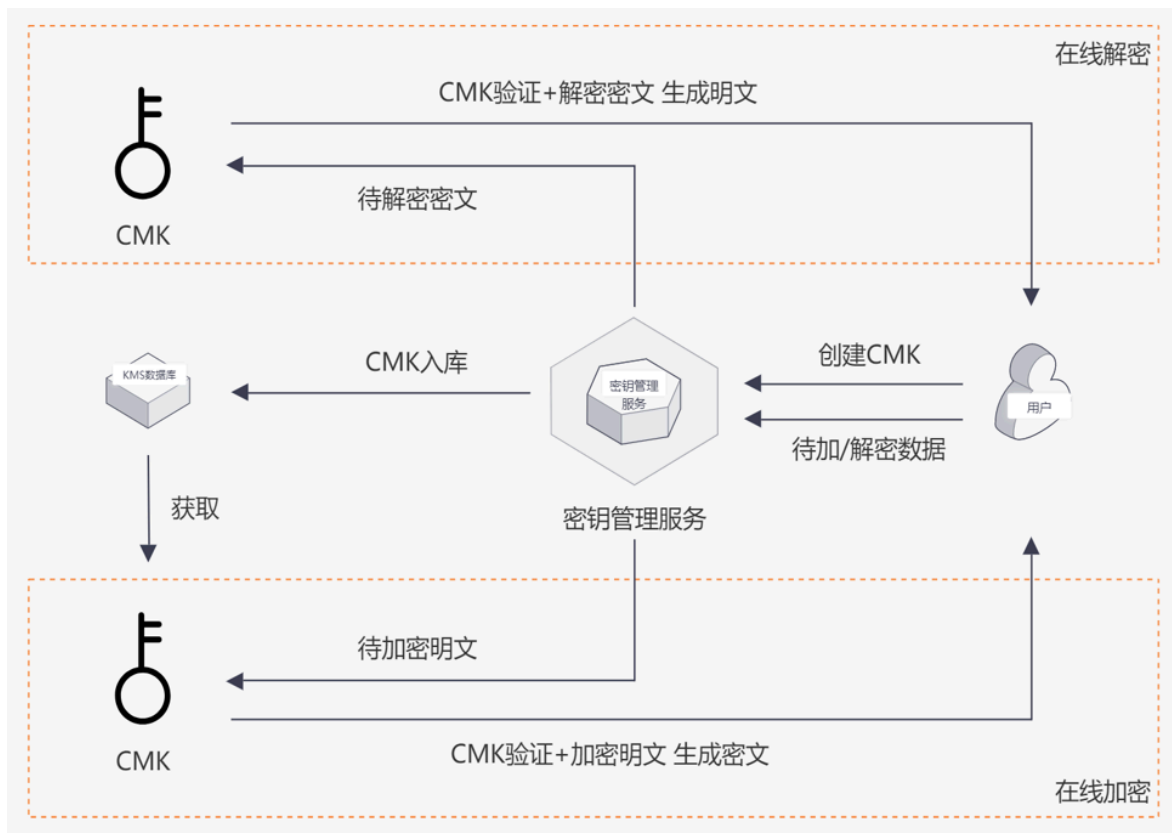 在线解密
CMK验证+解密密文 生成明文
待解密密文
CMK
KMS数据库
CMK入库
密钥管理
服务
创建CMK
用户
待加/解密数据
密钥管理服务
获取
待加密明文
CMK
CMK验证+加密明文 生成密文
在线加密